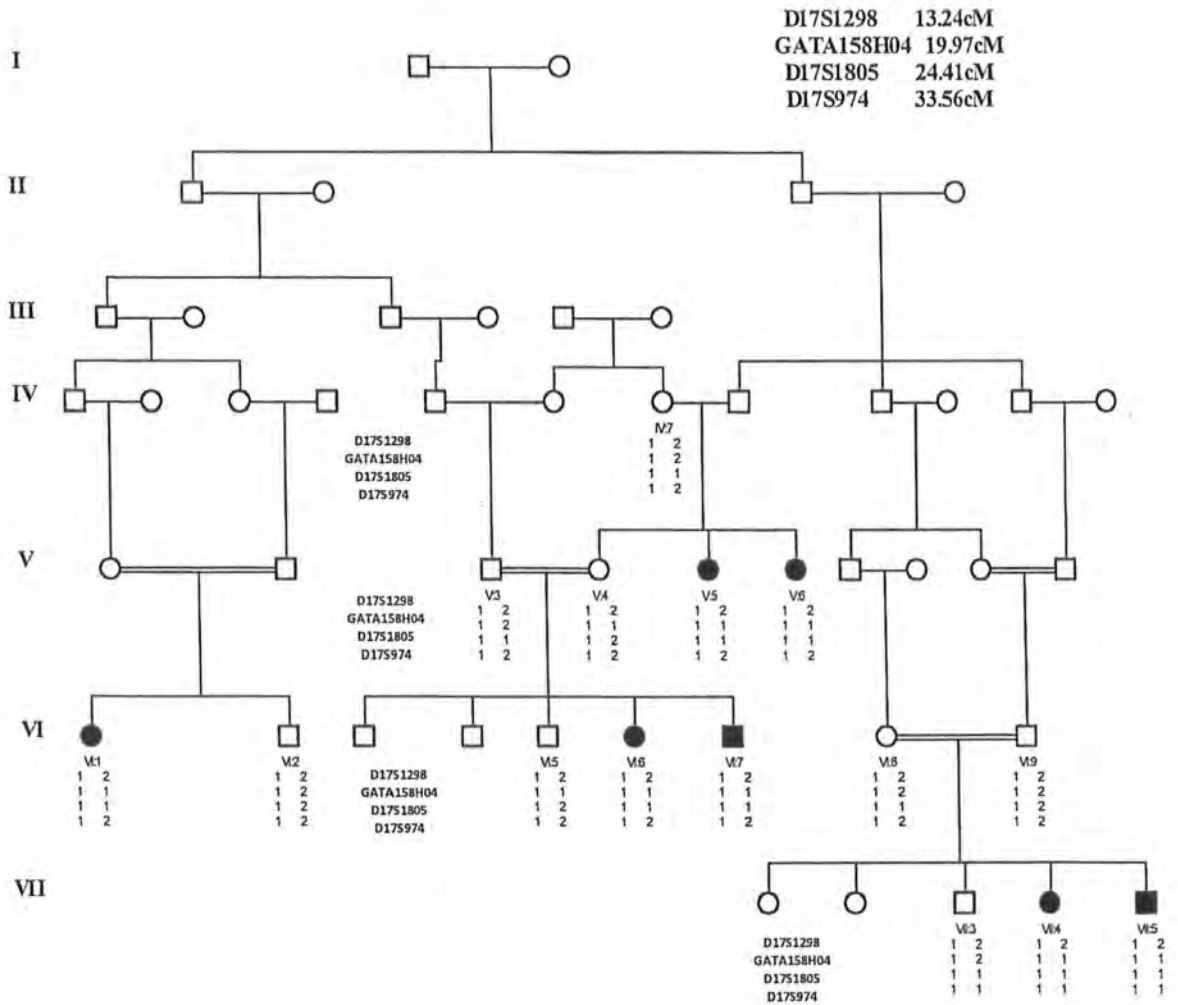 D17S1298 13.24cM
GATA158H04 19.97cM
D17S1805 24.41cM
D17S974 33.56cM
I
II
III
IV
IV:7
D17S1298 1 2
GATA158H04 1 2
D17S1805 1 1
D17S974 1 2
V
V:3 V:4 V:5 V:6
D17S1298 1 2 1 2 1 2 1 2
GATA158H04 1 2 1 1 1 1 1 1
D17S1805 1 1 1 2 1 1 1 1
D17S974 1 2 1 2 1 2 1 2
VI
VI:1 VI:2 VI:5 VI:6 VI:7 VI:8 VI:9
1 2 1 2 D17S1298 1 2 1 2 1 2 1 2 1 2
1 1 1 2 GATA158H04 1 1 1 1 1 1 1 2 1 2
1 1 1 2 D17S1805 1 2 1 1 1 1 1 1 1 2
1 2 1 2 D17S974 1 2 1 2 1 2 1 2 1 2
VII
VII:3 VII:4 VII:5
D17S1298 1 2 1 2 1 2
GATA158H04 1 2 1 1 1 1
D17S1805 1 1 1 1 1 1
D17S974 1 1 1 1 1 1